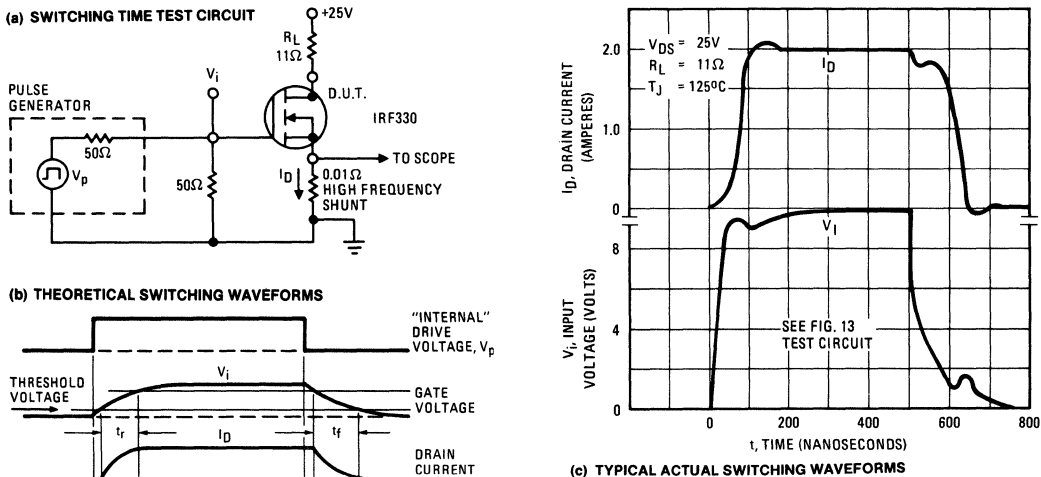 (a) SWITCHING TIME TEST CIRCUIT
+25V
RL
11Ω
Vi
D.U.T.
PULSE
GENERATOR
IRF330
50Ω
TO SCOPE
Vp
50Ω
ID
0.01Ω
HIGH FREQUENCY
SHUNT
(b) THEORETICAL SWITCHING WAVEFORMS
"INTERNAL"
DRIVE
VOLTAGE, Vp
Vi
THRESHOLD
VOLTAGE
GATE
VOLTAGE
tr
ID
tf
DRAIN
CURRENT
ID, DRAIN CURRENT
(AMPERES)
2.0
1.0
0
VDS = 25V
RL = 11Ω
TJ = 125ºC
ID
Vi, INPUT
VOLTAGE (VOLTS)
8
4
0
VI
SEE FIG. 13
TEST CIRCUIT
0 200 400 600 800
t, TIME (NANOSECONDS)
(c) TYPICAL ACTUAL SWITCHING WAVEFORMS